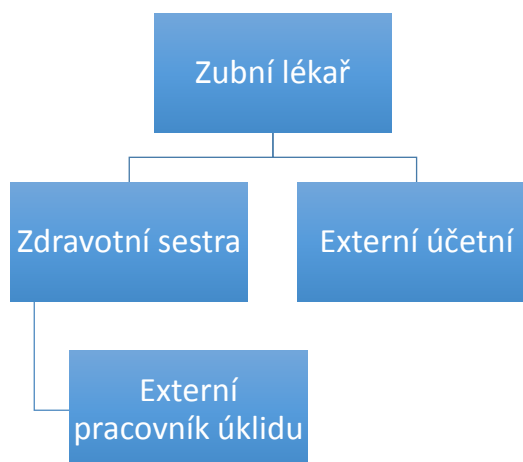 Zubní lékař
Zdravotní sestra
Externí účetní
Externí
pracovník úklidu